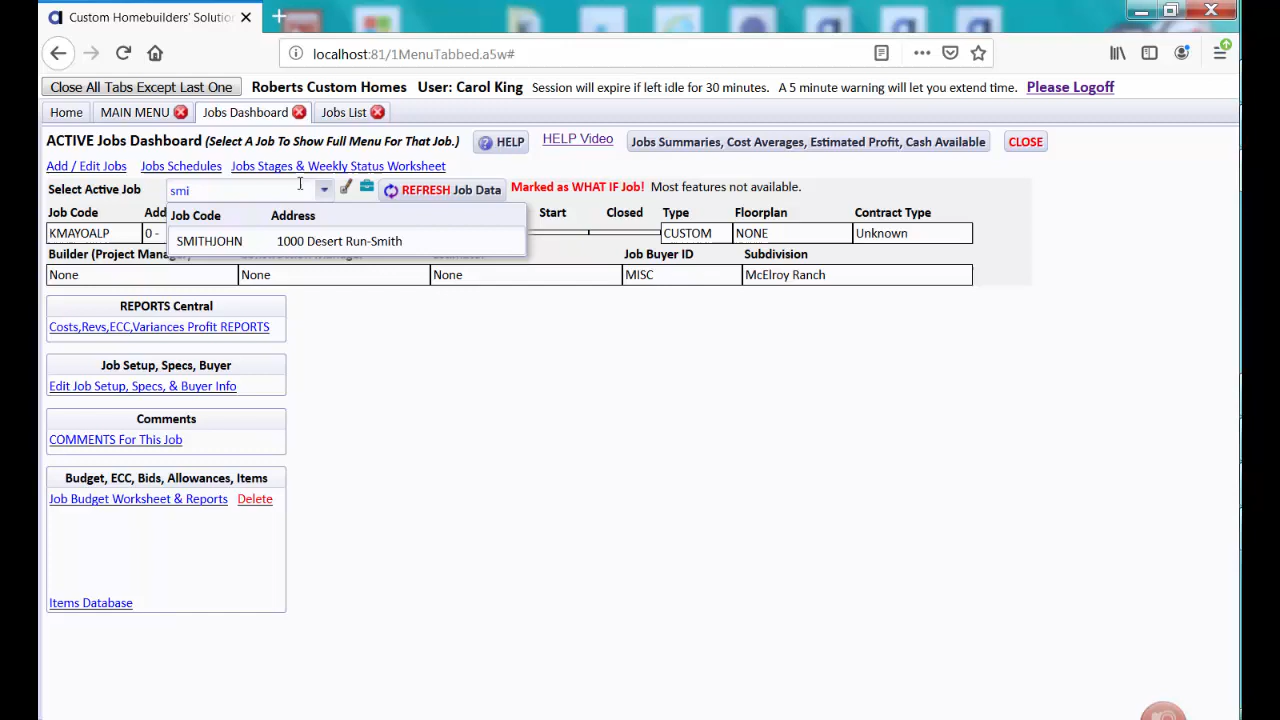 Custom Homebuilders' Solutio
localhost:81/1MenuTabbed.a5w#
Close All Tabs Except Last One Roberts Custom Homes User: Carol King Session will expire if left idle for 30 minutes. A 5 minute warning will let you extend time. Please Logoff
Home MAIN MENU Jobs Dashboard Jobs List
ACTIVE Jobs Dashboard (Select A Job To Show Full Menu For That Job.) HELP HELP Video Jobs Summaries, Cost Averages, Estimated Profit, Cash Available CLOSE
Add / Edit Jobs Jobs Schedules Jobs Stages & Weekly Status Worksheet
Select Active Job smi REFRESH Job Data Marked as WHAT IF Job! Most features not available.
Job Code Add Start Closed Type Floorplan Contract Type
Job Code Address
KMAYOALP 0 - CUSTOM NONE Unknown
SMITHJOHN 1000 Desert Run-Smith
Builder (Project Manager) Job Buyer ID Subdivision
None None None MISC McElroy Ranch
REPORTS Central
Costs,Revs,ECC,Variances Profit REPORTS
Job Setup, Specs, Buyer
Edit Job Setup, Specs, & Buyer Info
Comments
COMMENTS For This Job
Budget, ECC, Bids, Allowances, Items
Job Budget Worksheet & Reports Delete
Items Database